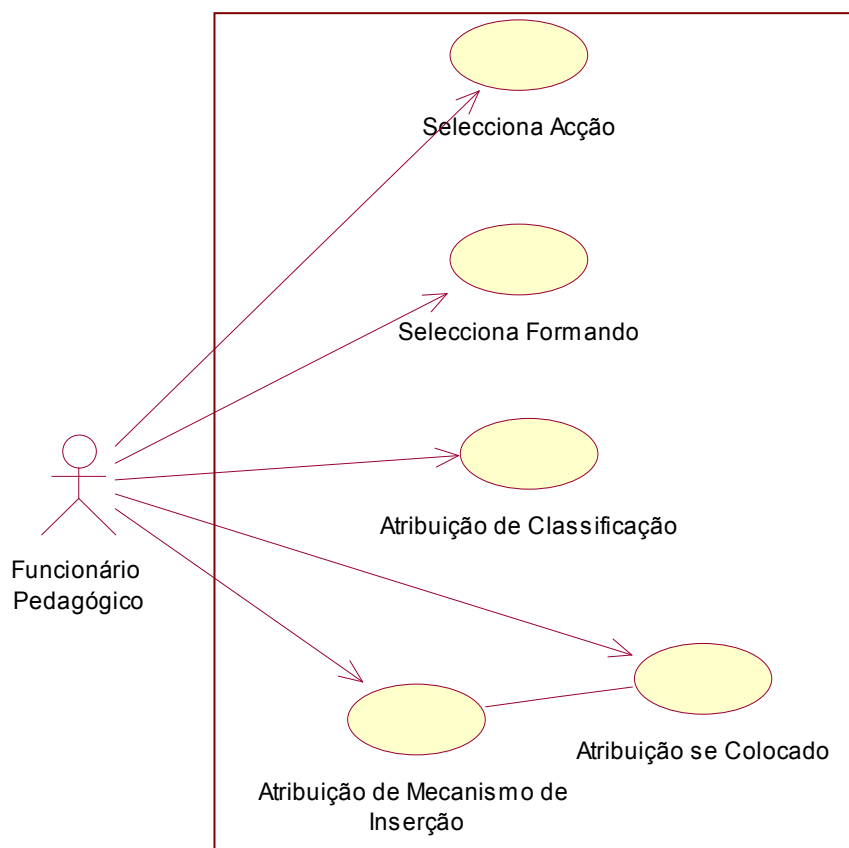 Selecciona Acção
Selecciona Formando
Atribuição de Classificação
Funcionário
Pedagógico
Atribuição se Colocado
Atribuição de Mecanismo de
Inserção